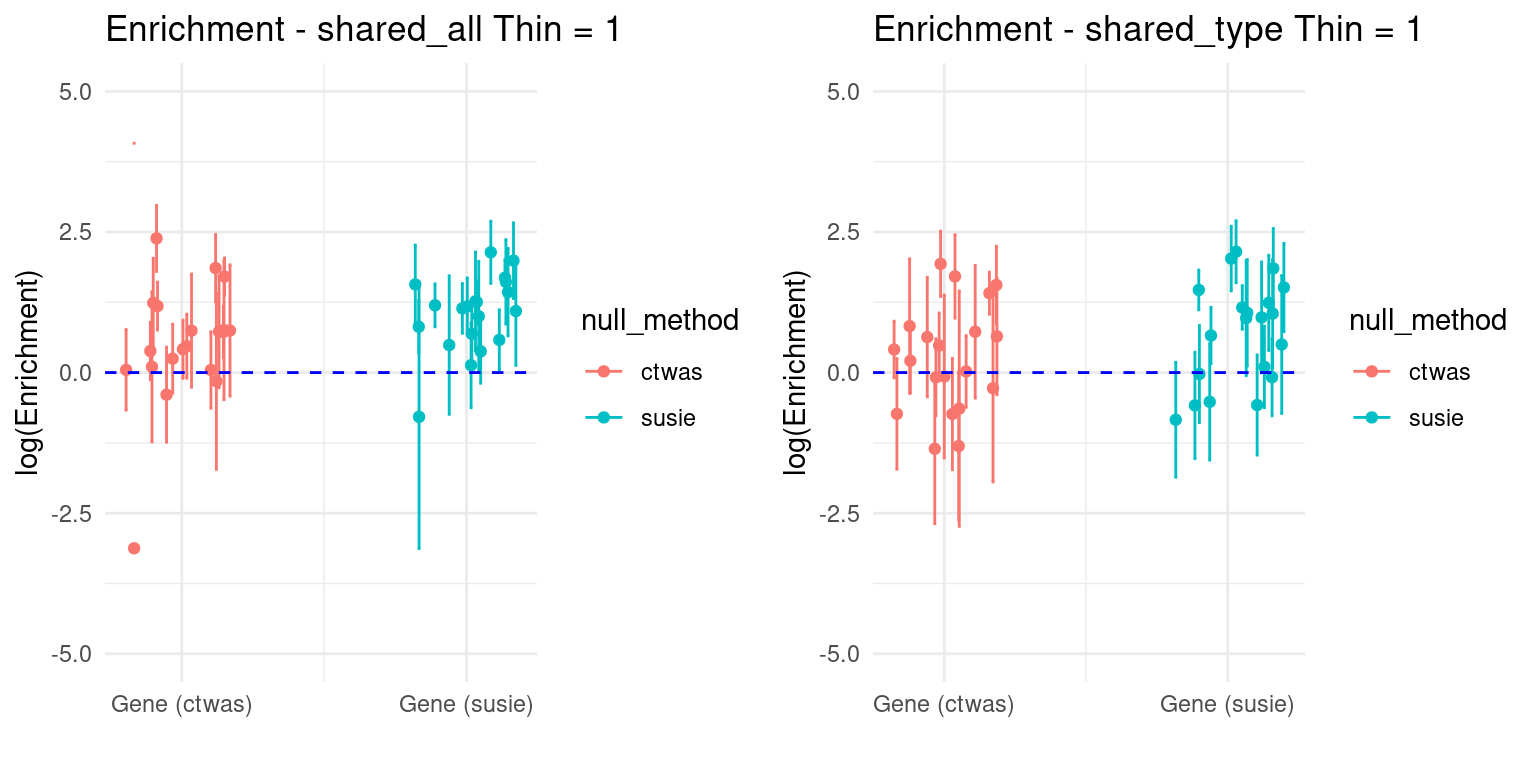 Enrichment - shared_all Thin = 1
log(Enrichment)
5.0
2.5
0.0
-2.5
-5.0
Gene (ctwas)
Gene (susie)
null_method
ctwas
susie
Enrichment - shared_type Thin = 1
log(Enrichment)
5.0
2.5
0.0
-2.5
-5.0
Gene (ctwas)
Gene (susie)
null_method
ctwas
susie